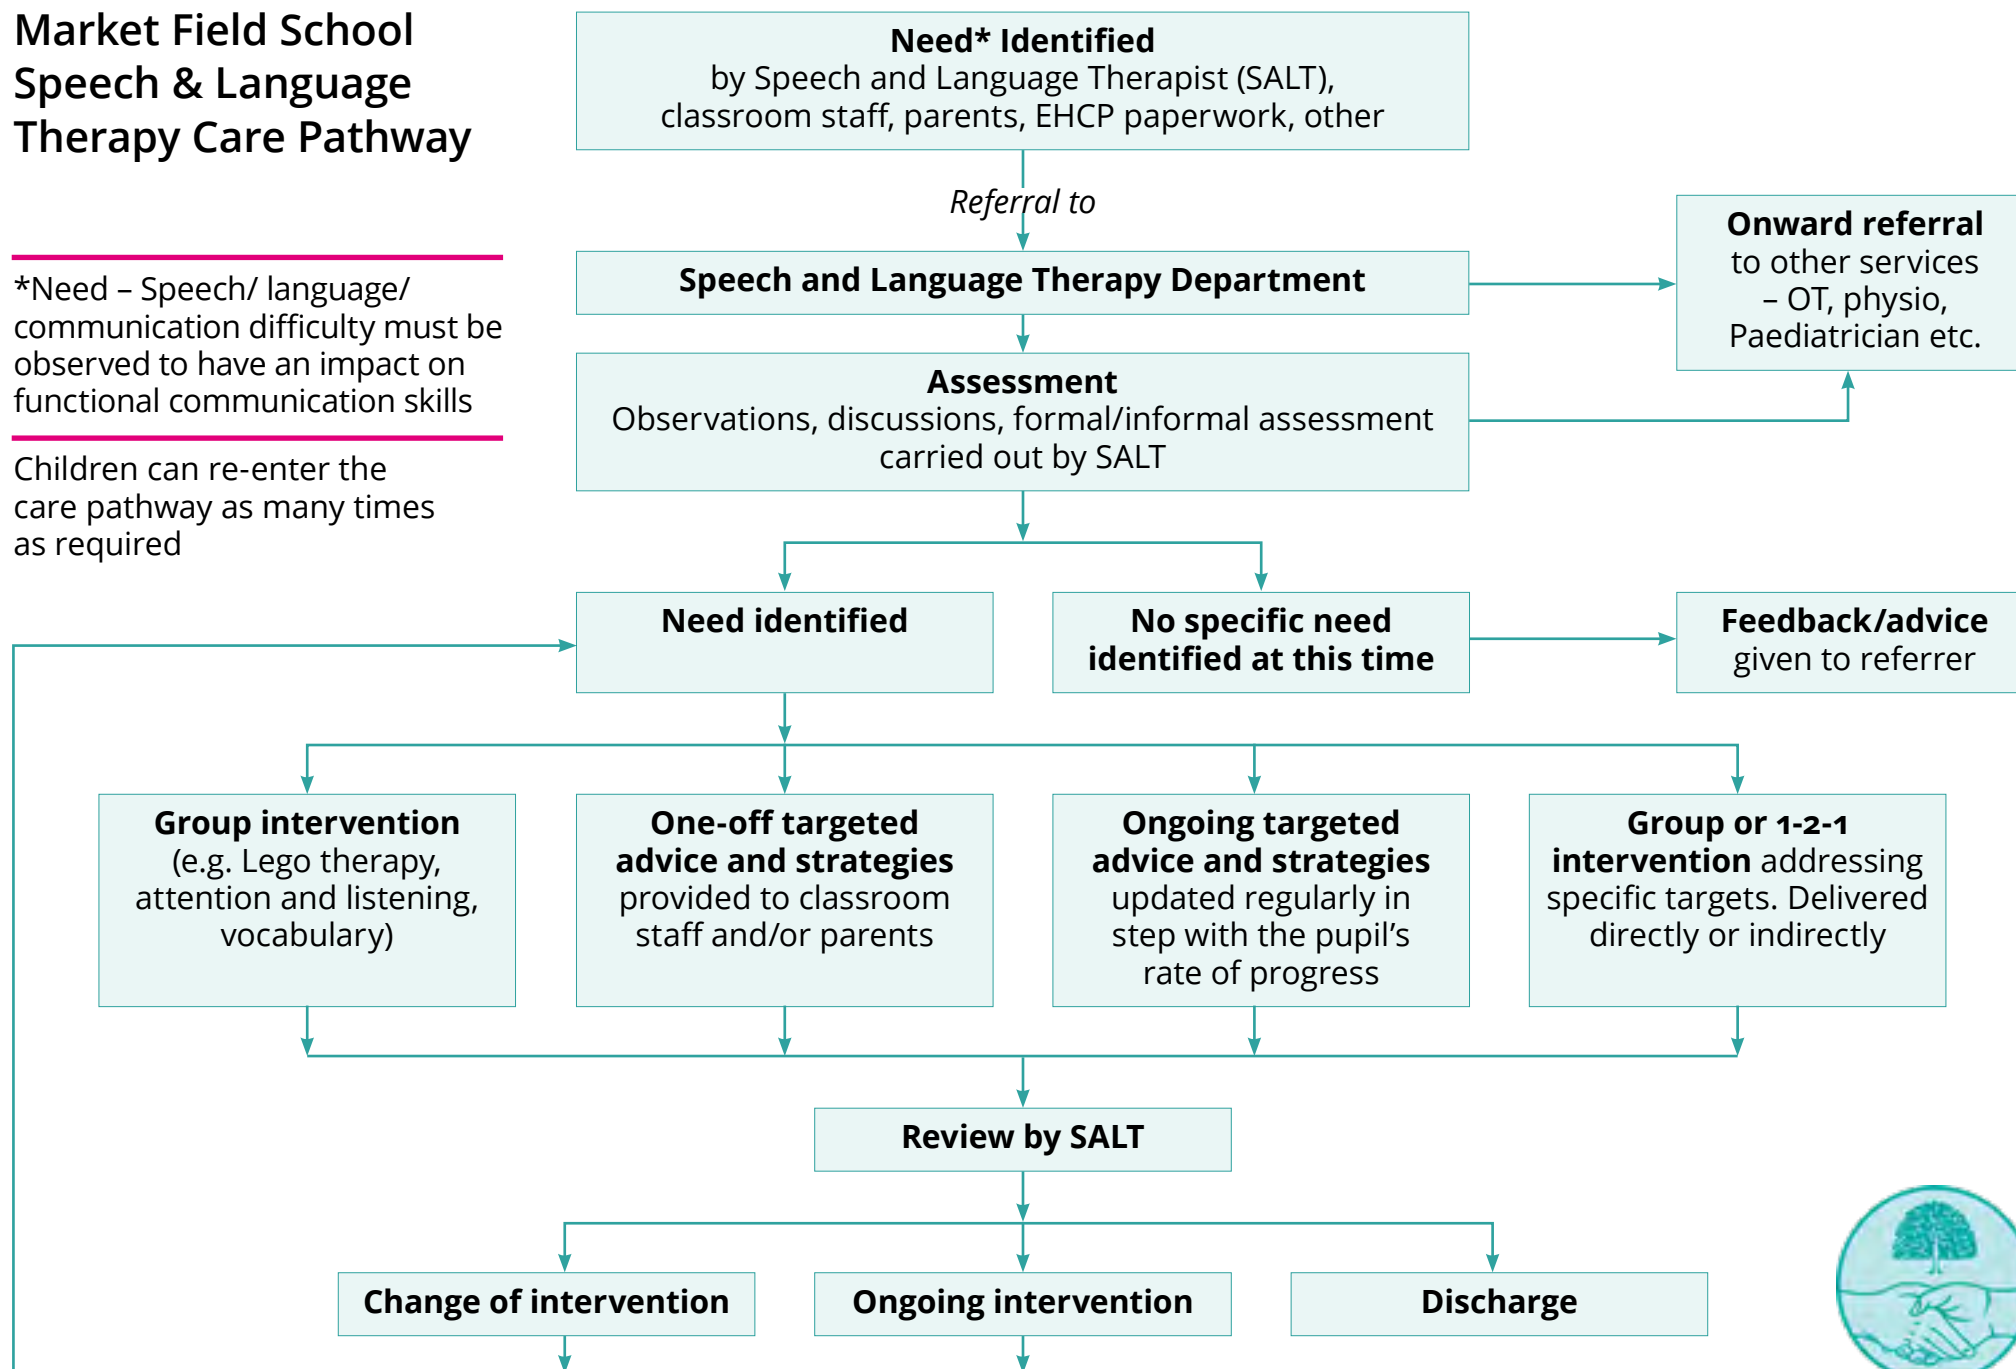 Market Field School
Speech & Language
Therapy Care Pathway
*Need – Speech/ language/
communication difficulty must be
observed to have an impact on
functional communication skills
Children can re-enter the
care pathway as many times
as required
Need* Identified
by Speech and Language Therapist (SALT),
classroom staff, parents, EHCP paperwork, other
Referral to
Speech and Language Therapy Department
Onward referral
to other services
– OT, physio,
Paediatrician etc.
Assessment
Observations, discussions, formal/informal assessment
carried out by SALT
Need identified
No specific need
identified at this time
Feedback/advice
given to referrer
Group intervention
(e.g. Lego therapy,
attention and listening,
vocabulary)
One-off targeted
advice and strategies
provided to classroom
staff and/or parents
Ongoing targeted
advice and strategies
updated regularly in
step with the pupil’s
rate of progress
Group or 1-2-1
intervention addressing
specific targets. Delivered
directly or indirectly
Review by SALT
Change of intervention
Ongoing intervention
Discharge